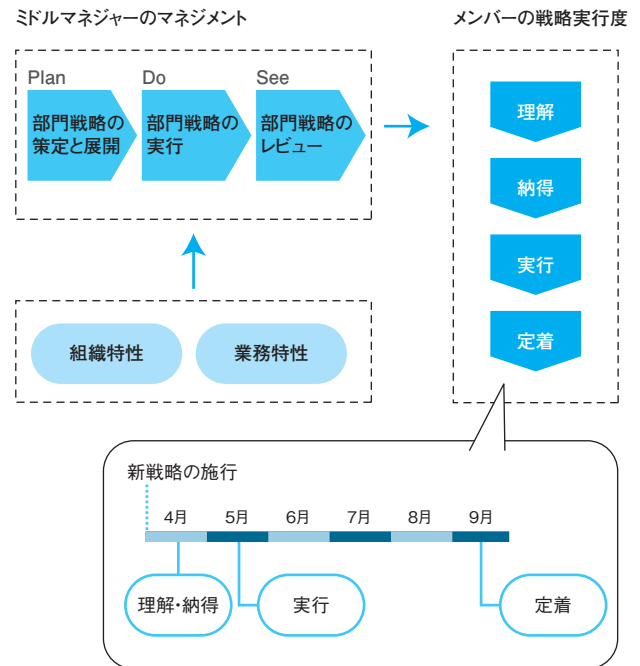 ミドルマネジャーのマネジメント
メンバーの戦略実行度
Plan
Do
See
部門戦略の
策定と展開
部門戦略の
実行
部門戦略の
レビュー
理解
納得
実行
定着
組織特性
業務特性
新戦略の施行
4月
5月
6月
7月
8月
9月
理解・納得
実行
定着